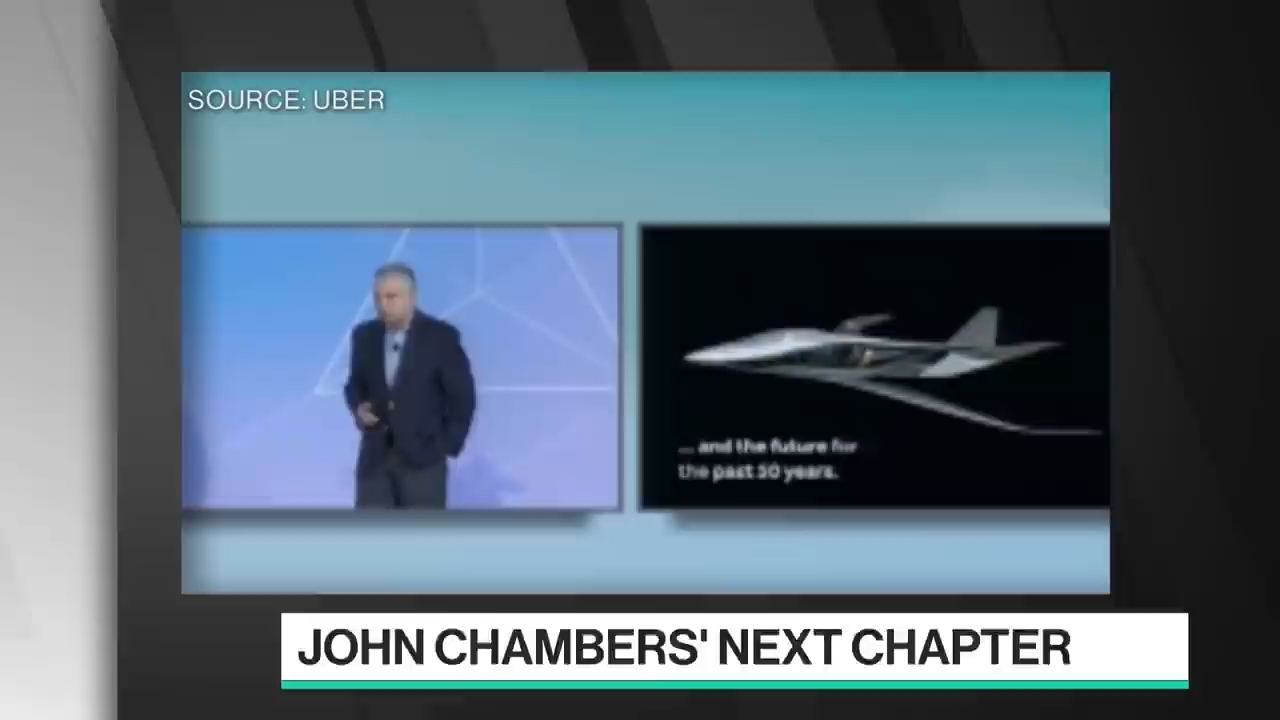 SOURCE: UBER
... and the future for
the past 50 years.
JOHN CHAMBERS' NEXT CHAPTER